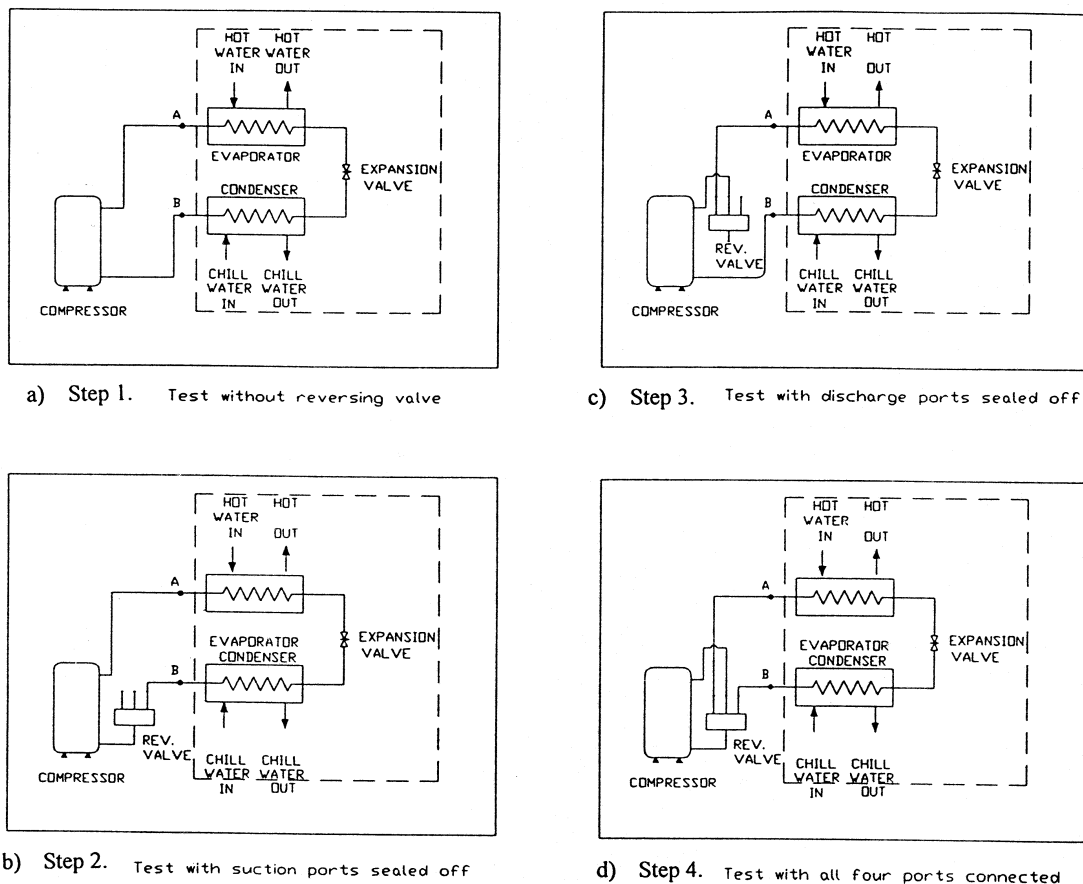 HOT HOT
WATER WATER
IN OUT
A
EVAPORATOR
EXPANSION
VALVE
CONDENSER
B
CHILL CHILL
WATER WATER
IN OUT
COMPRESSOR
a) Step 1. Test without reversing valve
HOT HOT
WATER
IN OUT
A
EVAPORATOR
EXPANSION
VALVE
CONDENSER
B
REV.
VALVE
CHILL CHILL
WATER WATER
IN OUT
COMPRESSOR
c) Step 3. Test with discharge ports sealed off
HOT HOT
WATER
IN OUT
A
EXPANSION
VALVE
EVAPORATOR
CONDENSER
B
REV.
VALVE
CHILL CHILL
WATER WATER
IN OUT
COMPRESSOR
b) Step 2. Test with suction ports sealed off
HOT HOT
WATER
IN OUT
A
EXPANSION
VALVE
EVAPORATOR
CONDENSER
B
REV.
VALVE
CHILL CHILL
WATER WATER
IN OUT
COMPRESSOR
d) Step 4. Test with all four ports connected